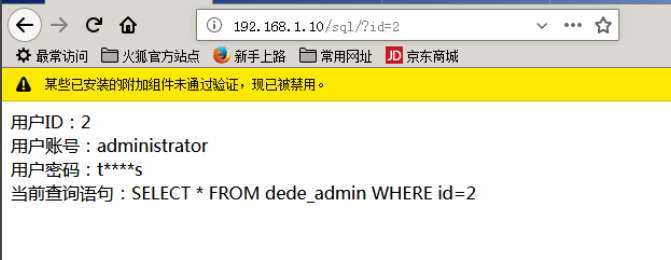 192.168.1.10/sql/?id=2
最常访问 火狐官方站点 新手上路 常用网址 JD 京东商城
某些已安装的附加组件未通过验证，现已被禁用。
用户ID：2
用户账号：administrator
用户密码：t****s
当前查询语句：SELECT * FROM dede_admin WHERE id=2